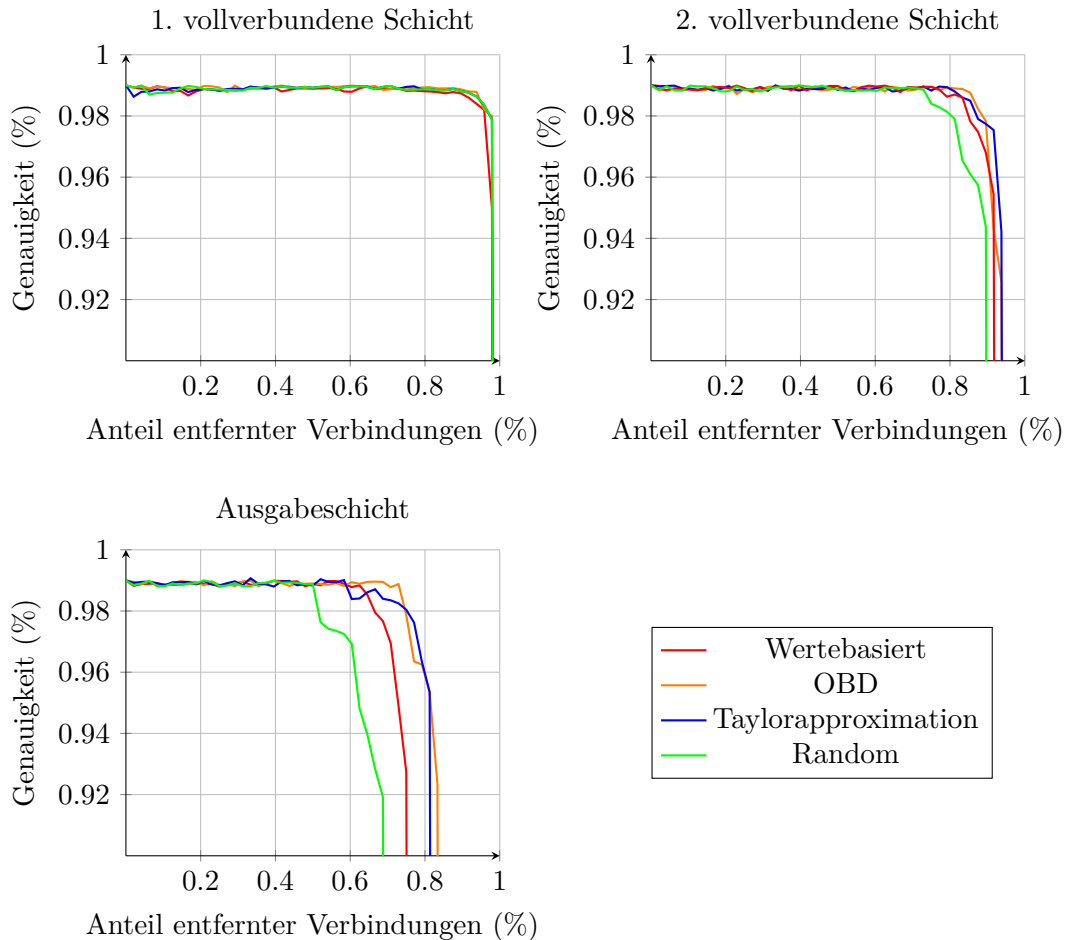 1. vollverbundene Schicht
1
0.98
0.96
0.94
0.92
Genauigkeit (%)
0.2 0.4 0.6 0.8 1
Anteil entfernter Verbindungen (%)
2. vollverbundene Schicht
1
0.98
0.96
0.94
0.92
Genauigkeit (%)
0.2 0.4 0.6 0.8 1
Anteil entfernter Verbindungen (%)
Ausgabeschicht
1
0.98
0.96
0.94
0.92
Genauigkeit (%)
0.2 0.4 0.6 0.8 1
Anteil entfernter Verbindungen (%)
Wertebasiert
OBD
Taylorapproximation
Random